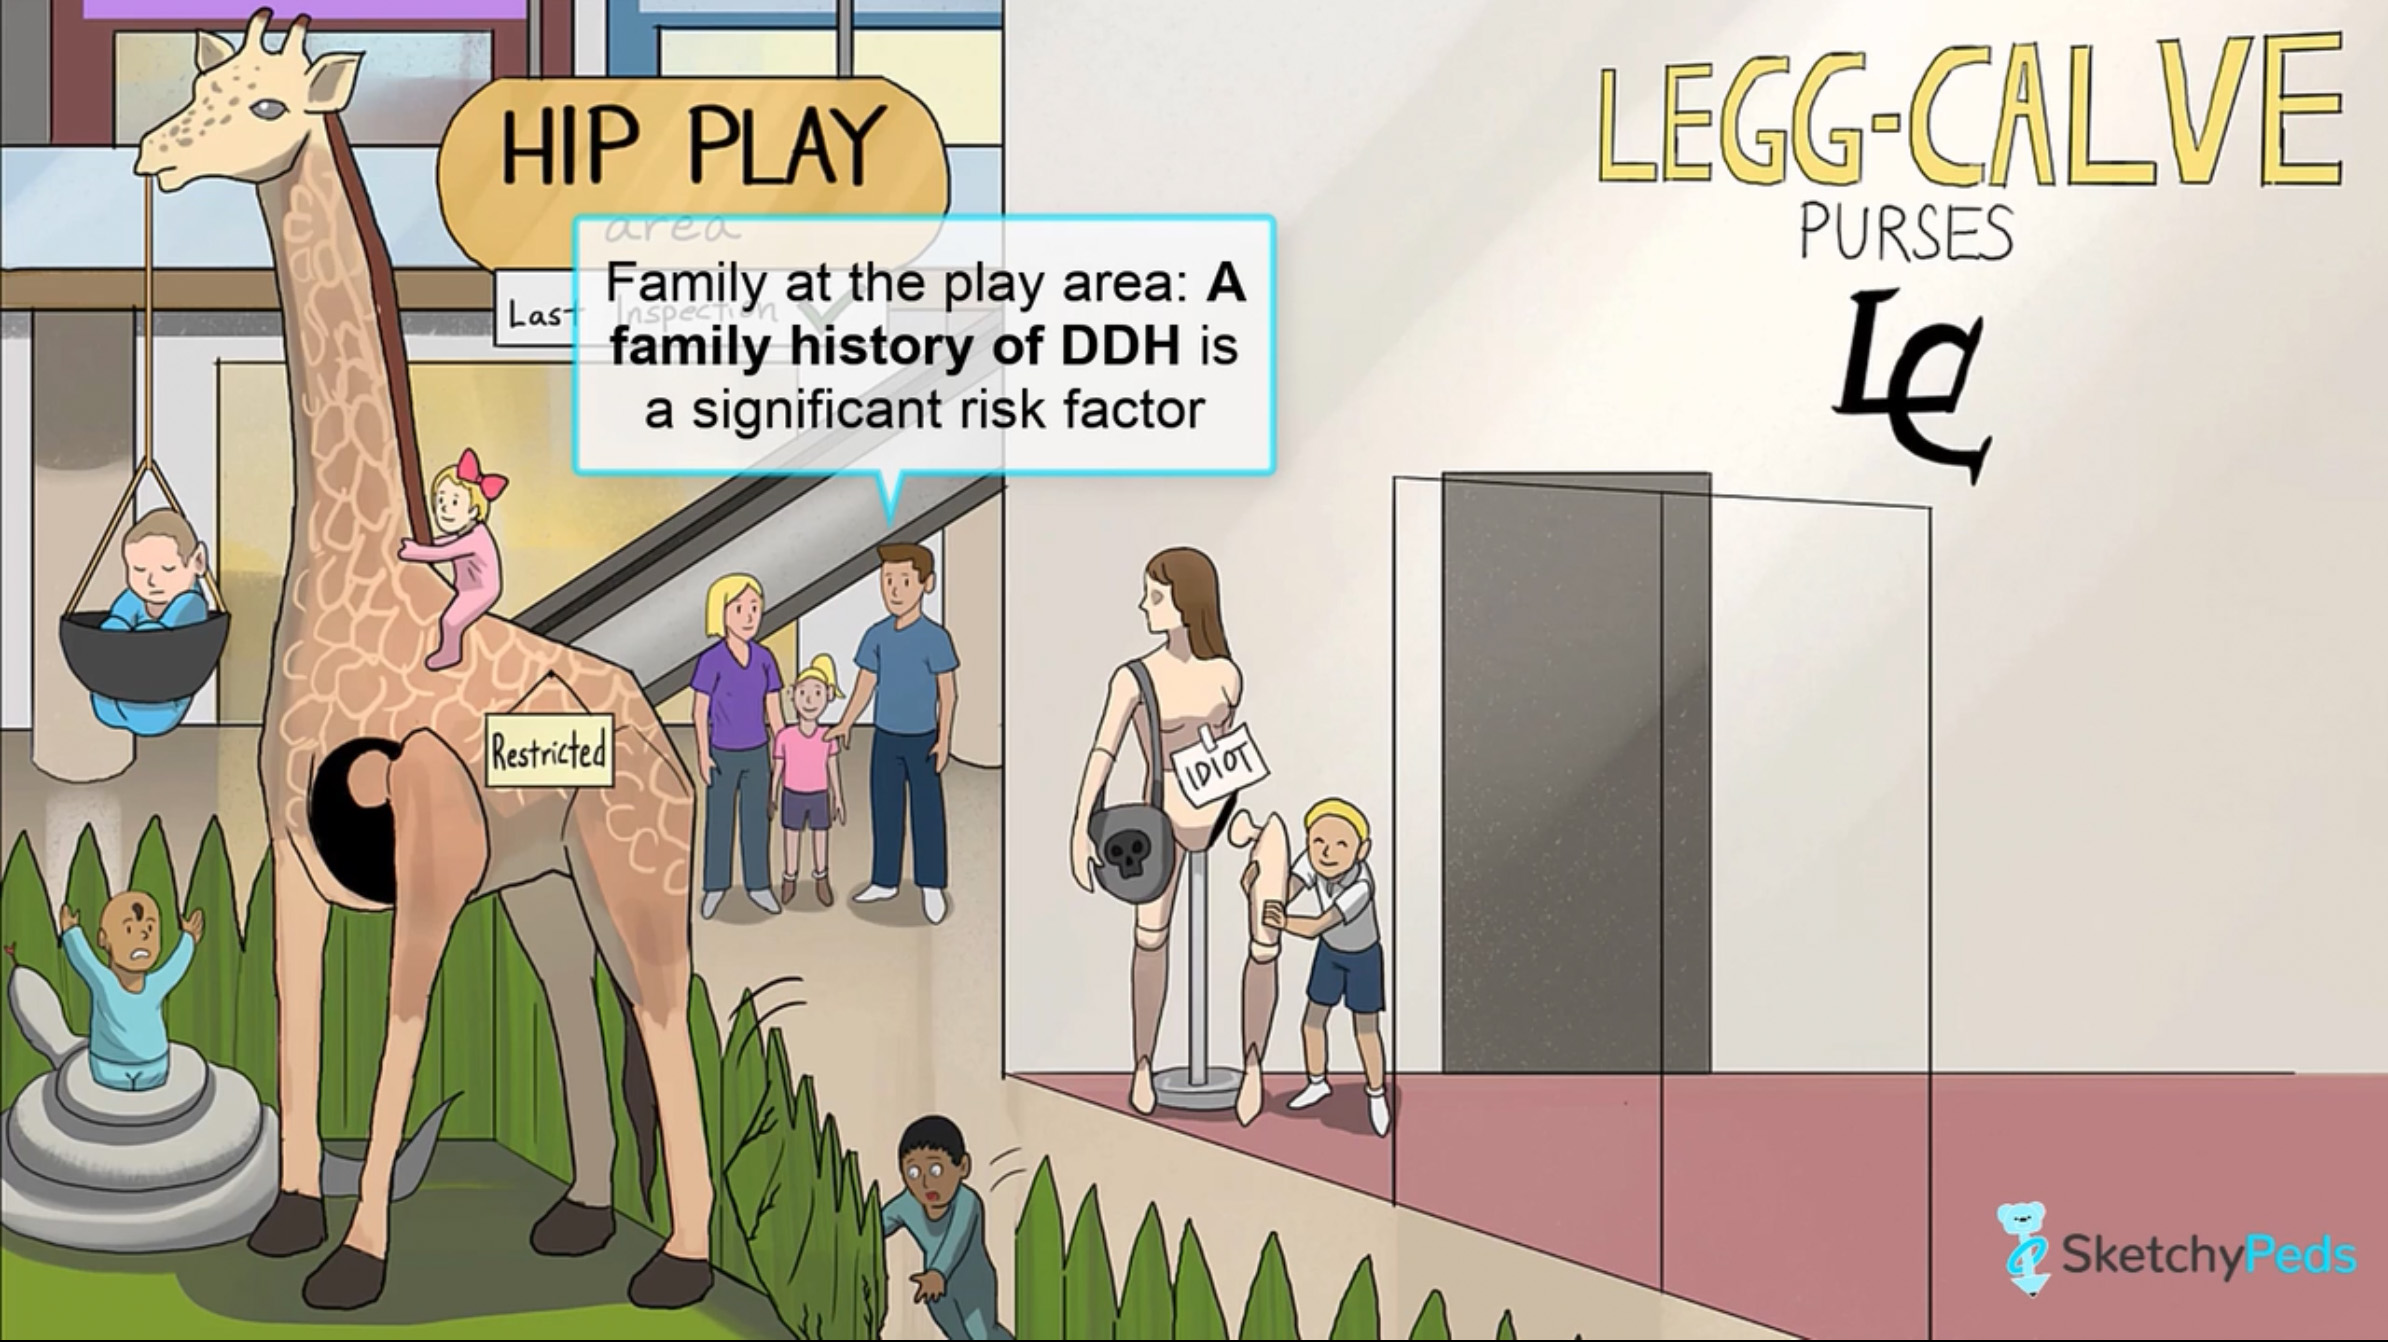 HIP PLAY
area
Last Inspection
Family at the play area: A
family history of DDH is
a significant risk factor
LEGG-CALVE
PURSES
LC
Restricted
IDIOT
SketchyPeds